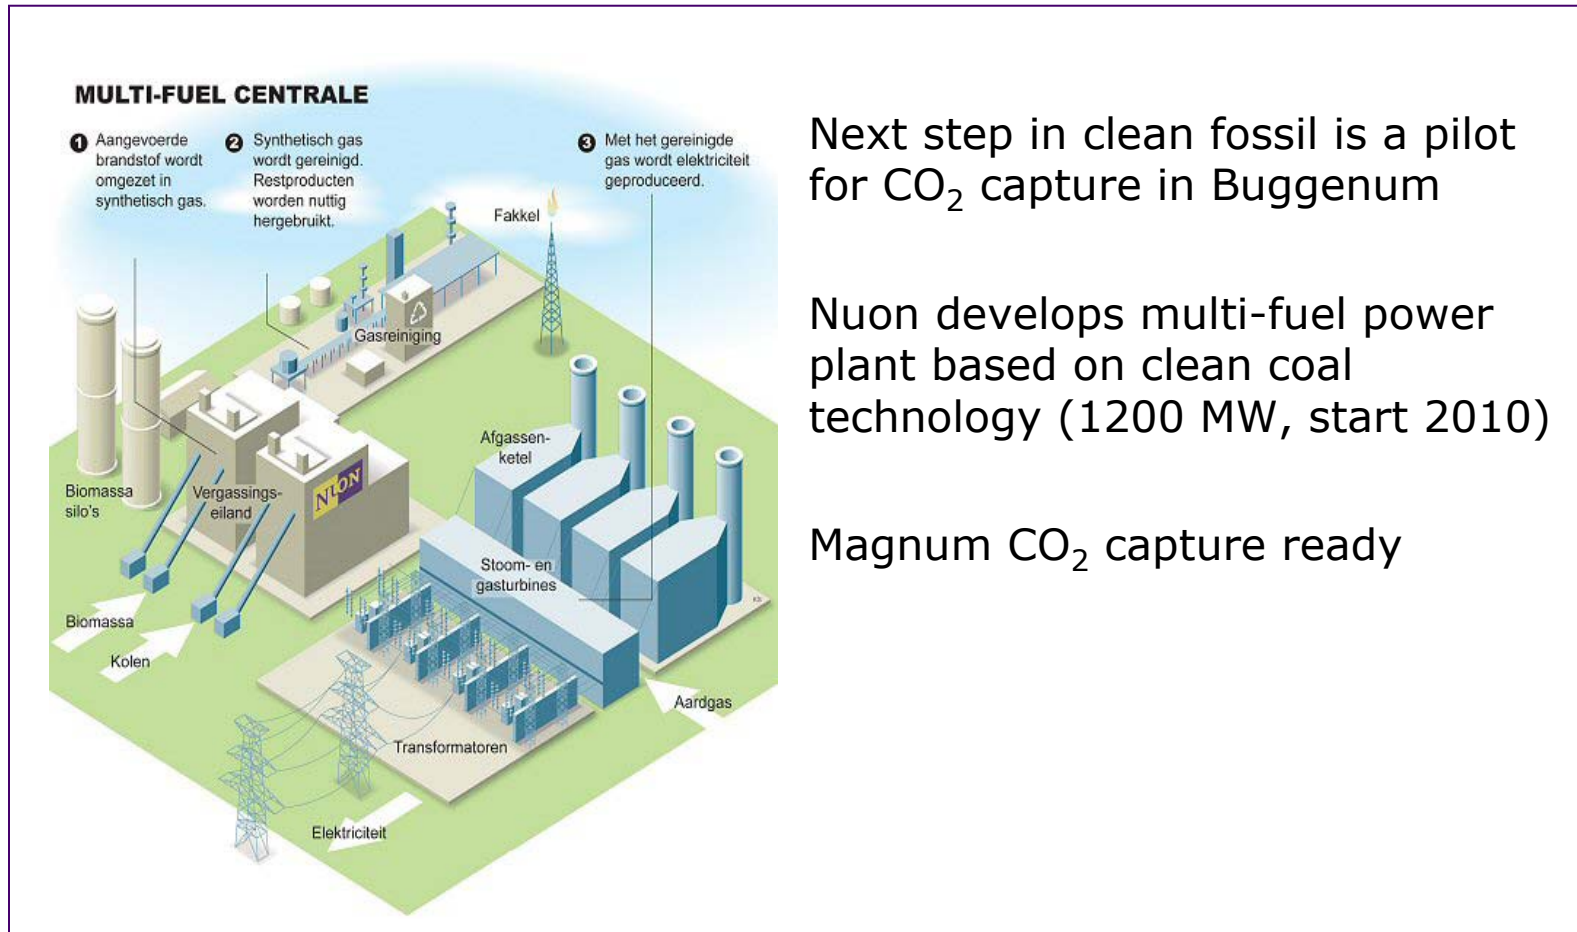 MULTI-FUEL CENTRALE
1 Aangevoerde
brandstof wordt
omgezet in
synthetisch gas.
2 Synthetisch gas
wordt gereinigd.
Restproducten
worden nuttig
hergebruikt.
3 Met het gereinigde
gas wordt elektriciteit
geproduceerd.
Fakkel
Gasreiniging
Afgassen-
ketel
Biomassa
silo's
Vergassings-
eiland
NUON
Stoom- en
gasturbines
Biomassa
Kolen
Aardgas
Transformatoren
Elektriciteit
Next step in clean fossil is a pilot
for CO₂ capture in Buggenum
Nuon develops multi-fuel power
plant based on clean coal
technology (1200 MW, start 2010)
Magnum CO₂ capture ready